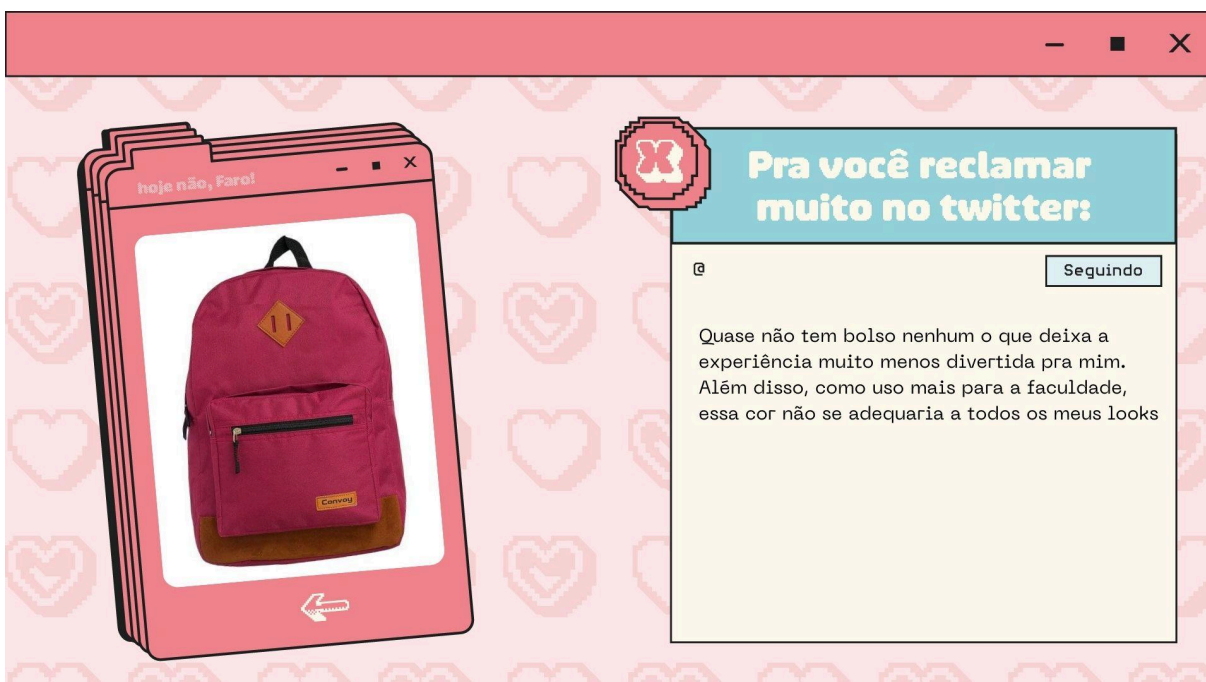 hoje não, Faro!
Convoy
X
Pra você reclamar
muito no twitter:
@
Seguindo
Quase não tem bolso nenhum o que deixa a
experiência muito menos divertida pra mim.
Além disso, como uso mais para a faculdade,
essa cor não se adequaria a todos os meus looks